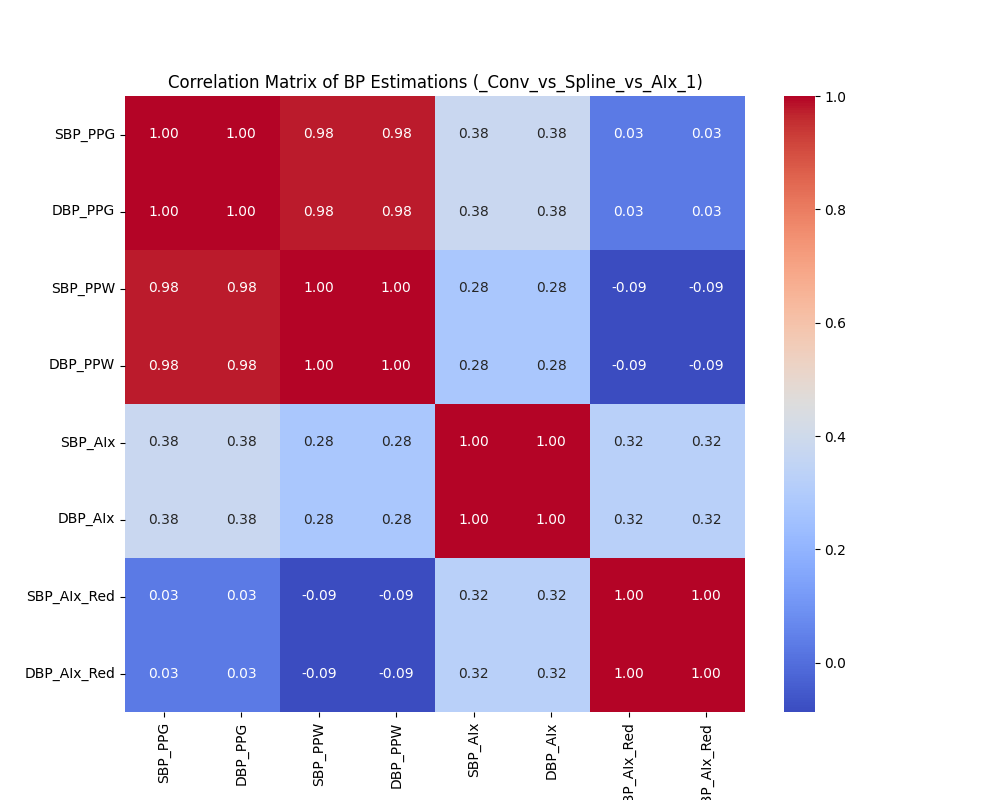 Correlation Matrix of BP Estimations (_Conv_vs_Spline_vs_AIx_1)
SBP_PPG 1.00 1.00 0.98 0.98 0.38 0.38 0.03 0.03
DBP_PPG 1.00 1.00 0.98 0.98 0.38 0.38 0.03 0.03
SBP_PPW 0.98 0.98 1.00 1.00 0.28 0.28 -0.09 -0.09
DBP_PPW 0.98 0.98 1.00 1.00 0.28 0.28 -0.09 -0.09
SBP_AIx 0.38 0.38 0.28 0.28 1.00 1.00 0.32 0.32
DBP_AIx 0.38 0.38 0.28 0.28 1.00 1.00 0.32 0.32
SBP_AIx_Red 0.03 0.03 -0.09 -0.09 0.32 0.32 1.00 1.00
DBP_AIx_Red 0.03 0.03 -0.09 -0.09 0.32 0.32 1.00 1.00
SBP_PPG
DBP_PPG
SBP_PPW
DBP_PPW
SBP_AIx
DBP_AIx
BP_AIx_Red
BP_AIx_Red
1.0
0.8
0.6
0.4
0.2
0.0